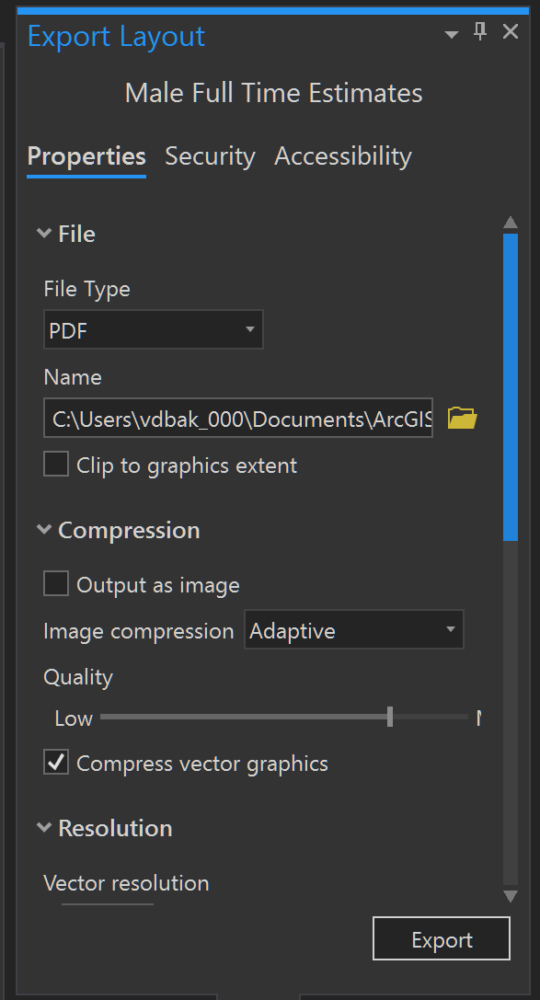 Export Layout
Male Full Time Estimates
Properties Security Accessibility
File
File Type
PDF
Name
C:\Users\vdbak_000\Documents\ArcGIS
Clip to graphics extent
Compression
Output as image
Image compression Adaptive
Quality
Low
Compress vector graphics
Resolution
Vector resolution
Export